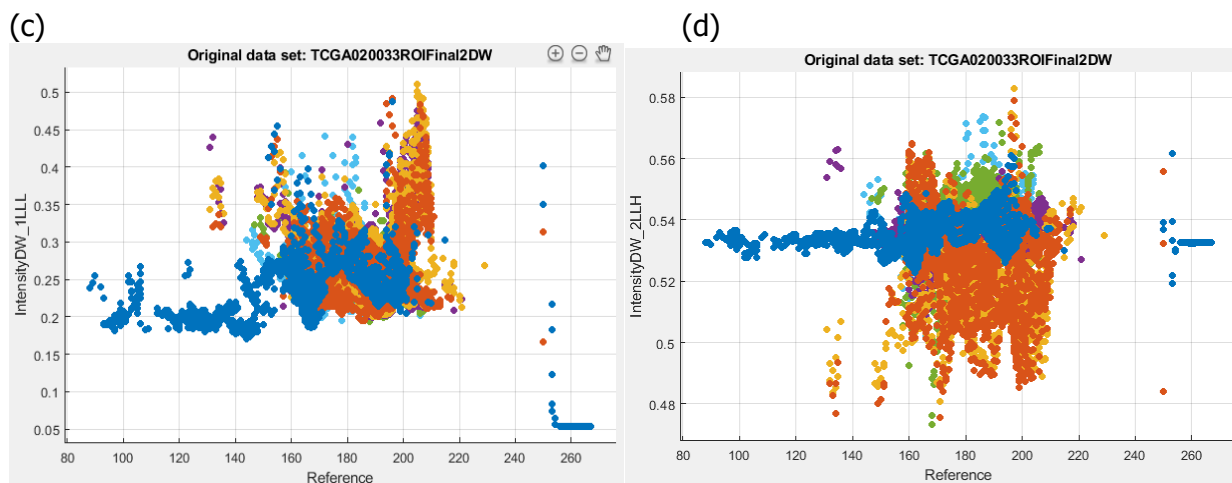 (c)
Original data set: TCGA020033ROIFinal2DW
IntensityDW_1LLL
0.5
0.45
0.4
0.35
0.3
0.25
0.2
0.15
0.1
0.05
80 100 120 140 160 180 200 220 240 260
Reference
(d)
Original data set: TCGA020033ROIFinal2DW
IntensityDW_2LLH
0.58
0.56
0.54
0.52
0.5
0.48
80 100 120 140 160 180 200 220 240 260
Reference